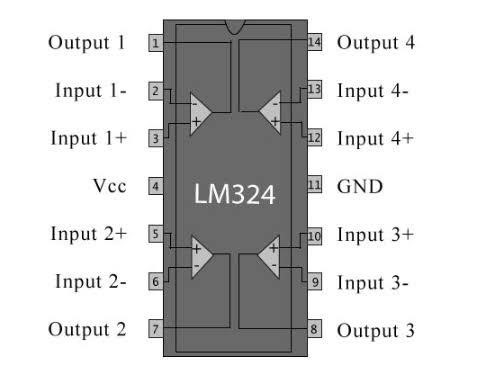 Output 1 1 14 Output 4
Input 1- 2 - - 13 Input 4-
Input 1+ 3 + + 12 Input 4+
Vcc 4 LM324 11 GND
Input 2+ 5 + + 10 Input 3+
Input 2- 6 - - 9 Input 3-
Output 2 7 8 Output 3